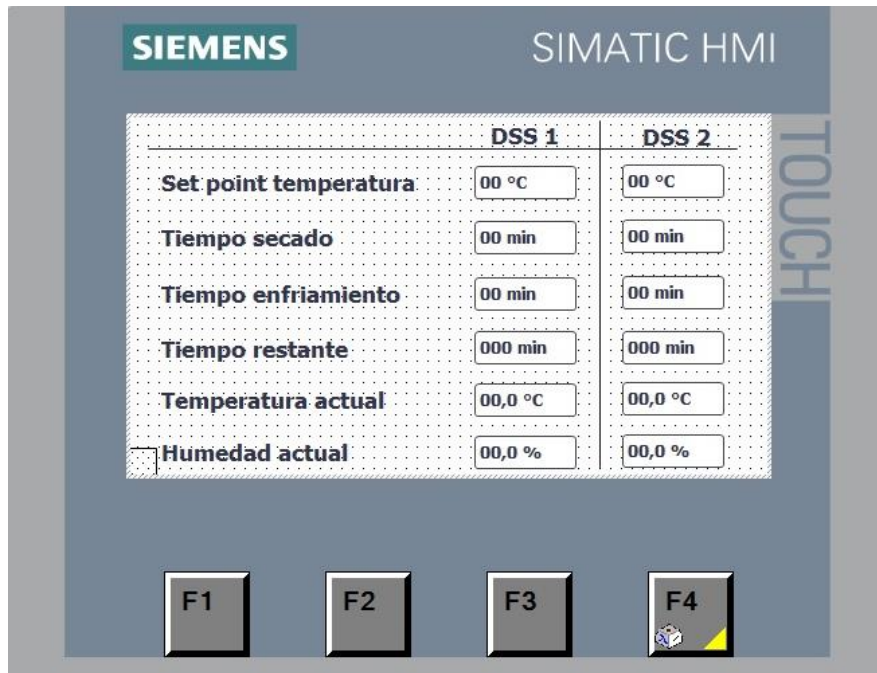 SIEMENS SIMATIC HMI
TOUCH
DSS 1 DSS 2
Set point temperatura 00 °C 00 °C
Tiempo secado 00 min 00 min
Tiempo enfriamiento 00 min 00 min
Tiempo restante 000 min 000 min
Temperatura actual 00,0 °C 00,0 °C
Humedad actual 00,0 % 00,0 %
F1 F2 F3 F4